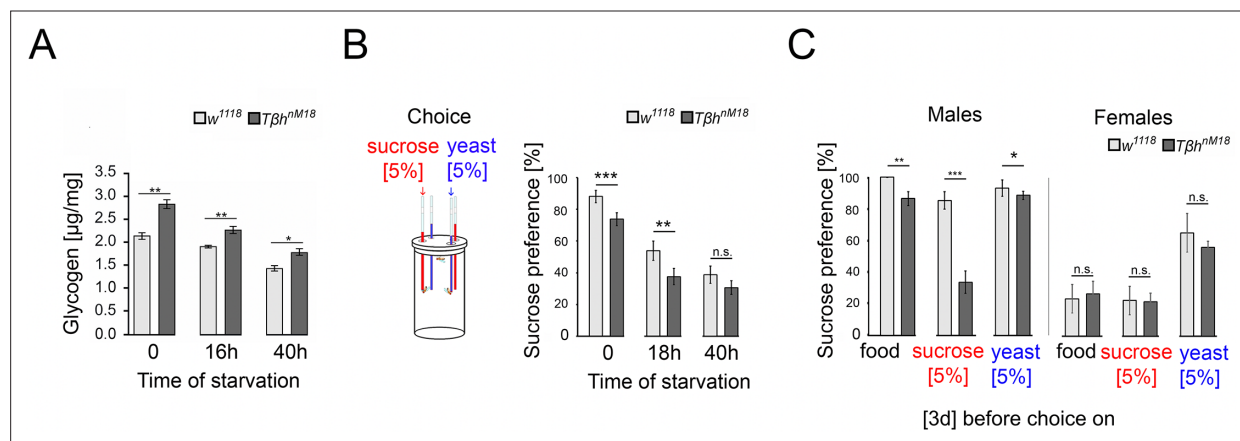 A
w1118 TβhnM18
Glycogen [µg/mg]
3.5
3.0
2.5
2.0
1.5
1.0
0.5
0
**
**
*
0 16h 40h
Time of starvation
B
Choice
sucrose yeast
[5%] [5%]
w1118 TβhnM18
Sucrose preference [%]
100
80
60
40
20
0
***
**
n.s.
0 18h 40h
Time of starvation
C
Males
Females
w1118 TβhnM18
Sucrose preference [%]
100
80
60
40
20
0
**
***
*
n.s.
n.s.
n.s.
food sucrose yeast food sucrose yeast
[5%] [5%] [5%] [5%]
[3d] before choice on